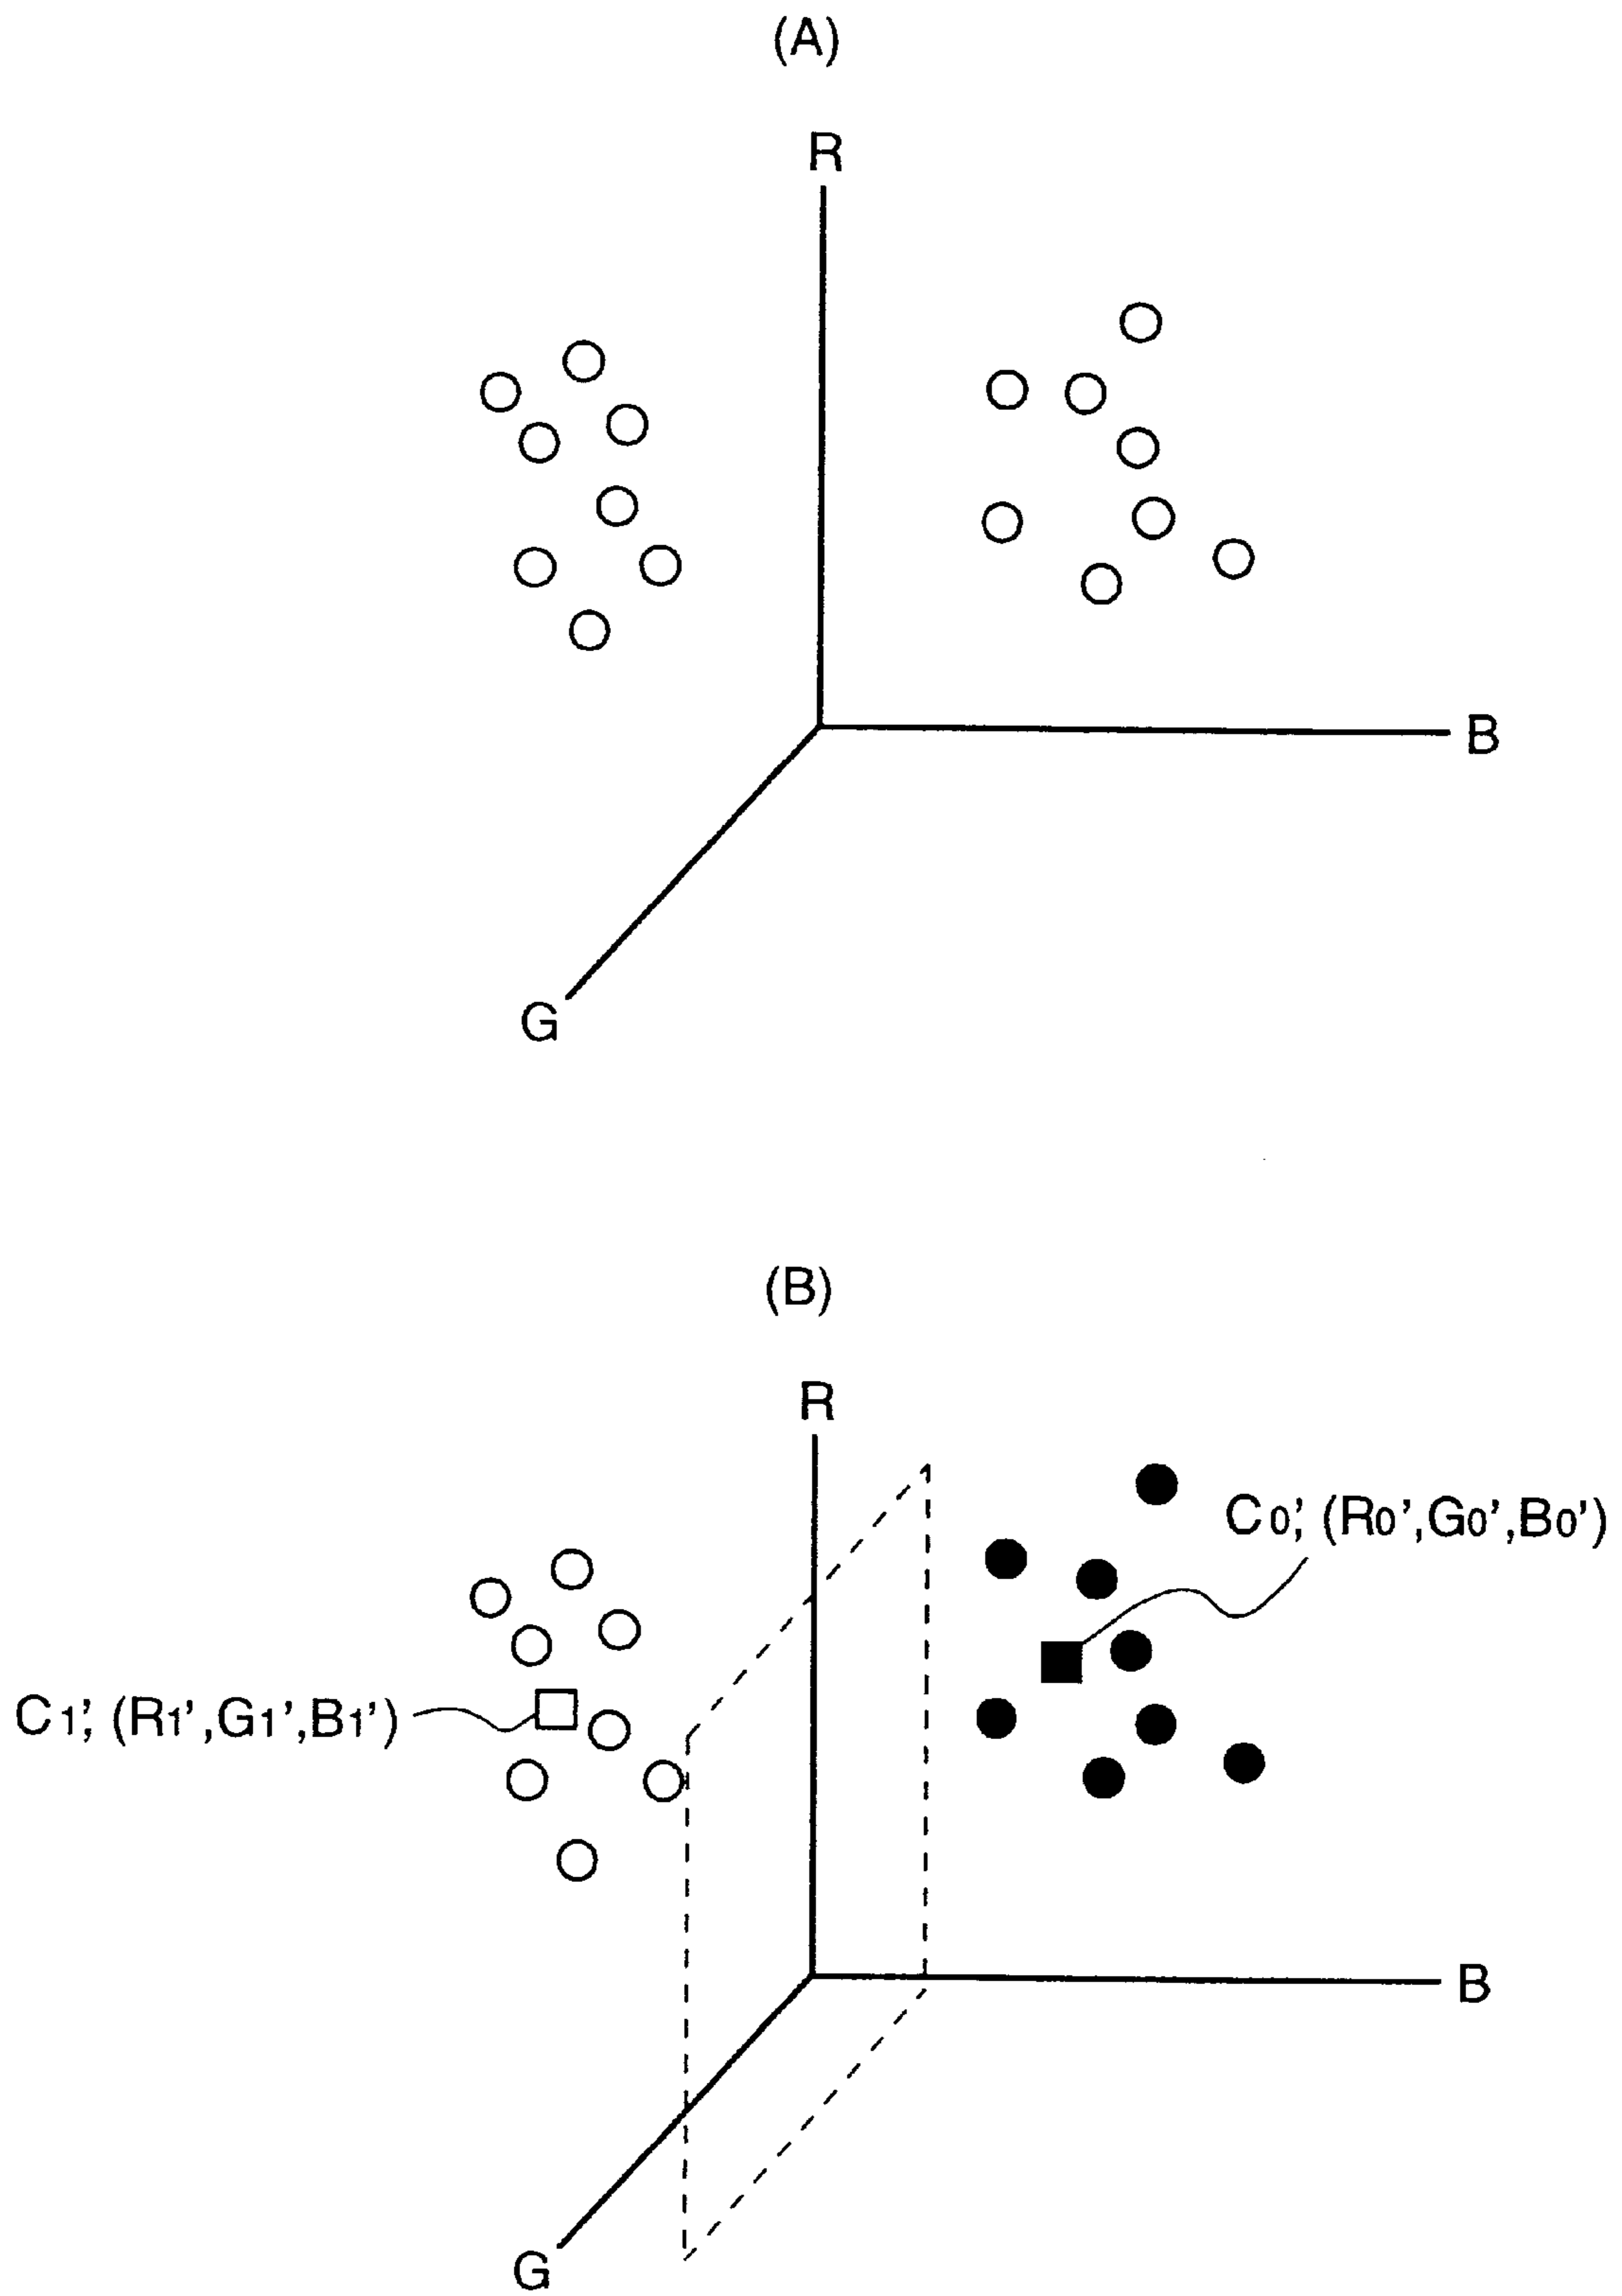 (A)
R
B
G
(B)
R
C0', (R0',G0',B0')
C1', (R1',G1',B1')
B
G